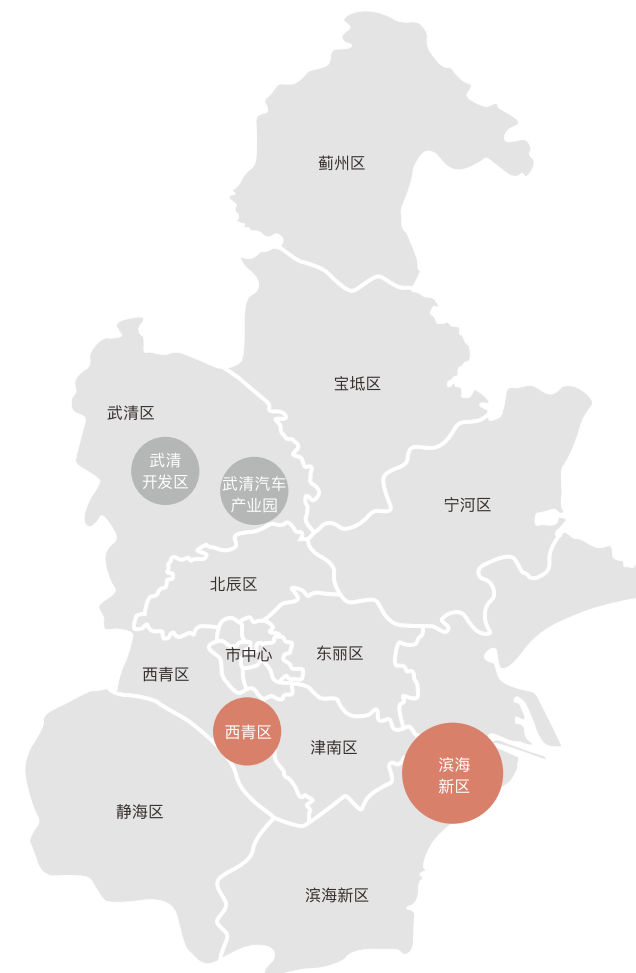 蓟州区
宝坻区
武清区
武清
开发区
武清汽车
产业园
宁河区
北辰区
市中心
东丽区
西青区
西青区
津南区
滨海
新区
静海区
滨海新区